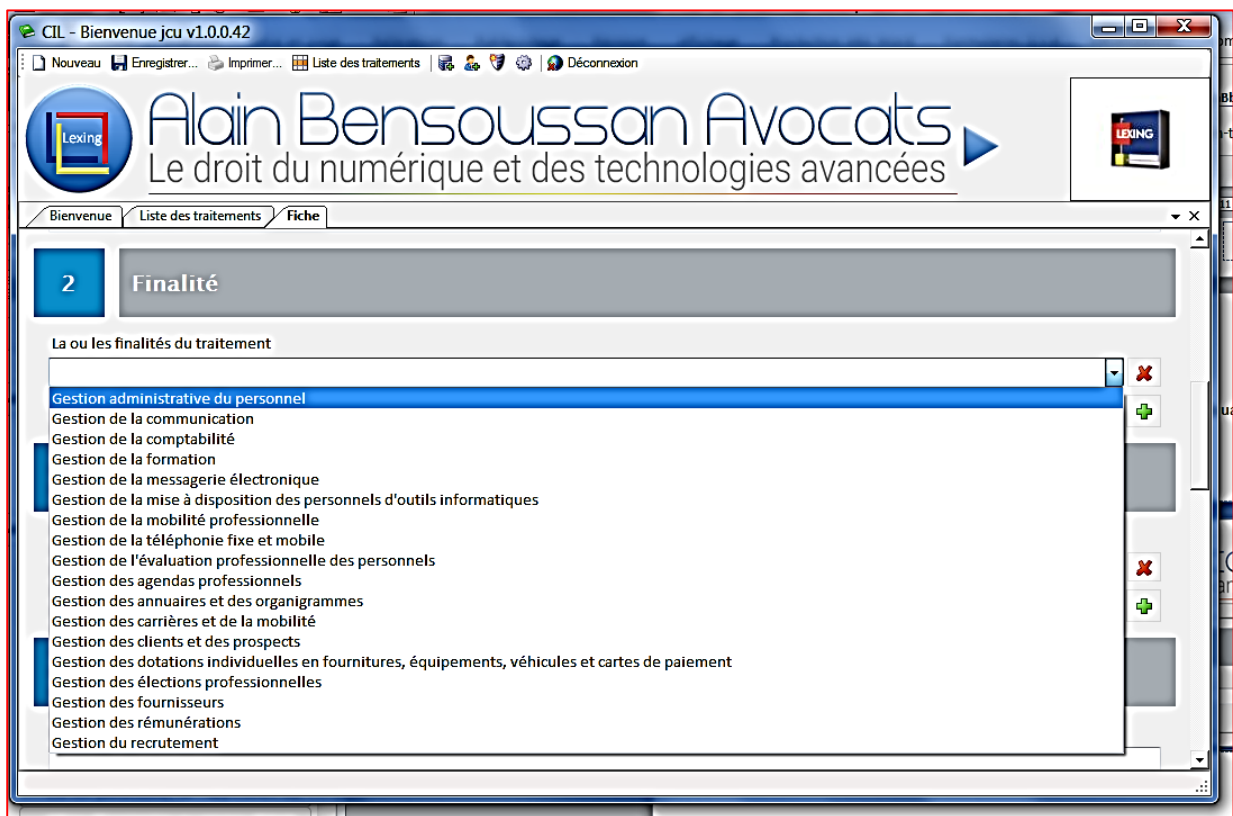 CIL - Bienvenue jcu v1.0.0.42
Nouveau Enregistrer... Imprimer... Liste des traitements Déconnexion
Lexing
Alain Bensoussan Avocats
Le droit du numérique et des technologies avancées
LEXING
Bienvenue Liste des traitements Fiche
2 Finalité
La ou les finalités du traitement
Gestion administrative du personnel
Gestion de la communication
Gestion de la comptabilité
Gestion de la formation
Gestion de la messagerie électronique
Gestion de la mise à disposition des personnels d'outils informatiques
Gestion de la mobilité professionnelle
Gestion de la téléphonie fixe et mobile
Gestion de l'évaluation professionnelle des personnels
Gestion des agendas professionnels
Gestion des annuaires et des organigrammes
Gestion des carrières et de la mobilité
Gestion des clients et des prospects
Gestion des dotations individuelles en fournitures, équipements, véhicules et cartes de paiement
Gestion des élections professionnelles
Gestion des fournisseurs
Gestion des rémunérations
Gestion du recrutement